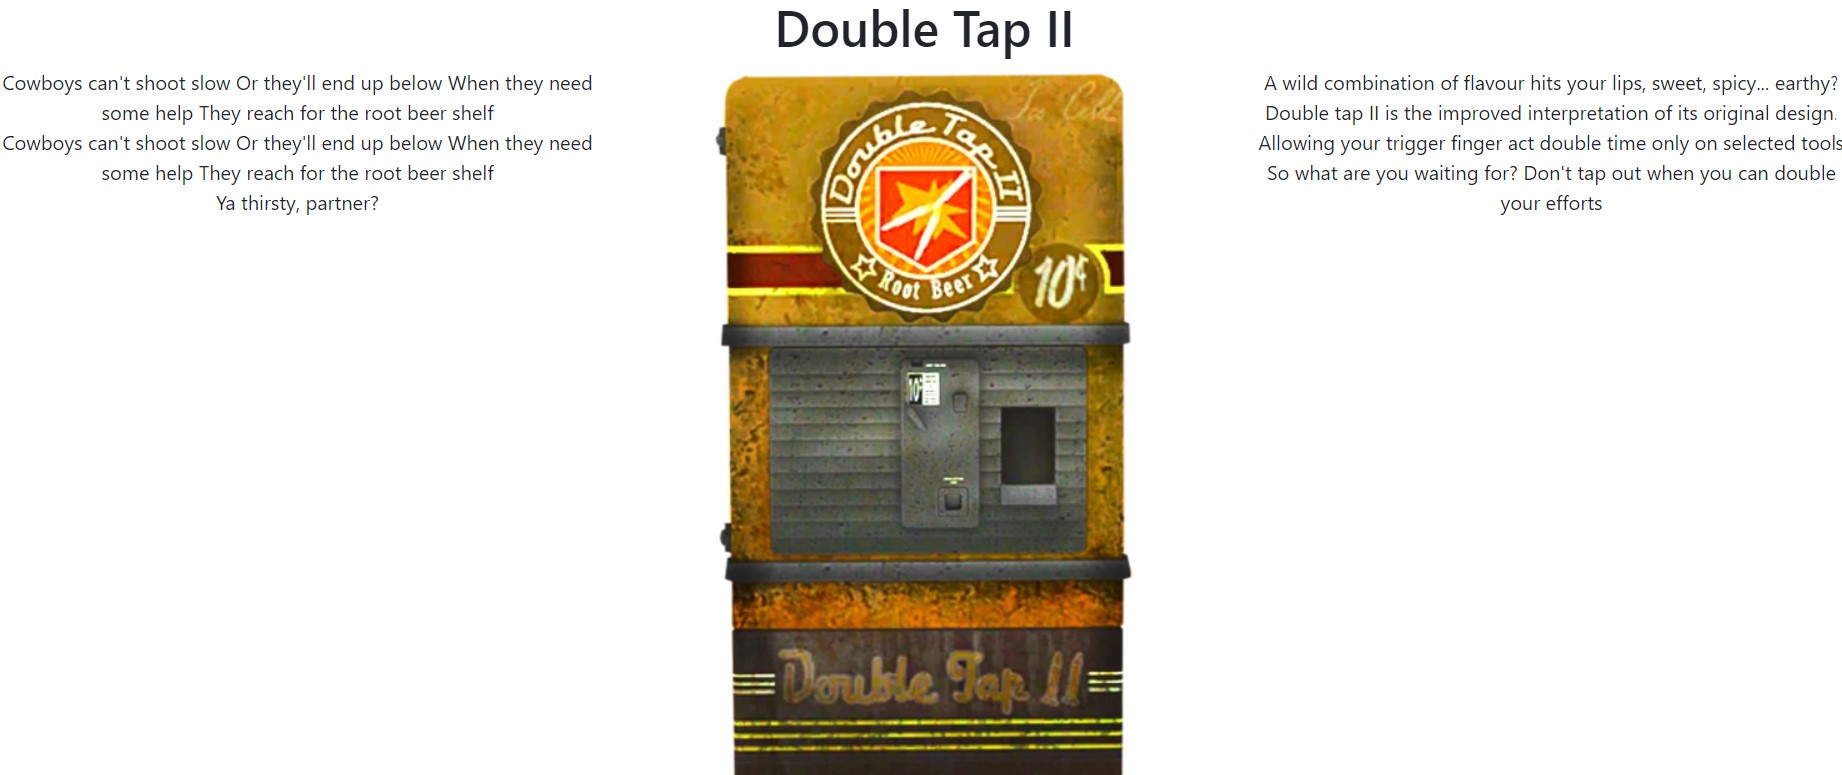 Double Tap II
Cowboys can't shoot slow Or they'll end up below When they need
some help They reach for the root beer shelf
Cowboys can't shoot slow Or they'll end up below When they need
some help They reach for the root beer shelf
Ya thirsty, partner?
Double Tap II
Root Beer
10¢
10¢
Double Tap II
A wild combination of flavour hits your lips, sweet, spicy... earthy?
Double tap II is the improved interpretation of its original design.
Allowing your trigger finger act double time only on selected tools
So what are you waiting for? Don't tap out when you can double
your efforts